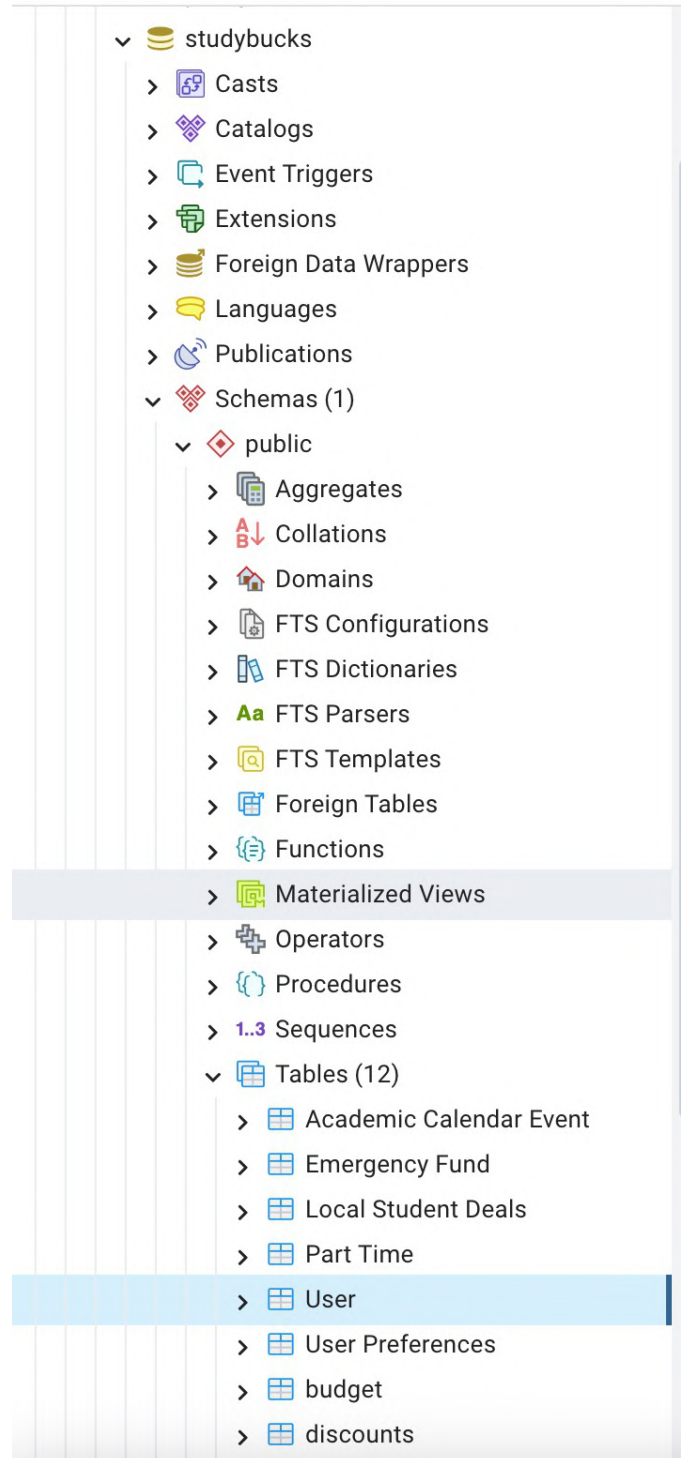 studybucks
Casts
Catalogs
Event Triggers
Extensions
Foreign Data Wrappers
Languages
Publications
Schemas (1)
public
Aggregates
A
B
Collations
Domains
FTS Configurations
FTS Dictionaries
Aa FTS Parsers
FTS Templates
Foreign Tables
Functions
Materialized Views
Operators
Procedures
1..3 Sequences
Tables (12)
Academic Calendar Event
Emergency Fund
Local Student Deals
Part Time
User
User Preferences
budget
discounts